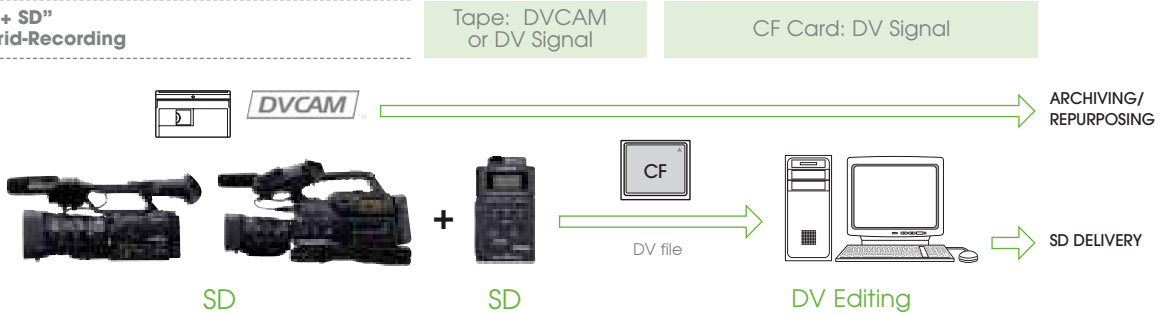 + SD”
rid-Recording
Tape: DVCAM
or DV Signal
CF Card: DV Signal
DVCAM
ARCHIVING/
REPURPOSING
CF
+
DV file
SD DELIVERY
SD
SD
DV Editing